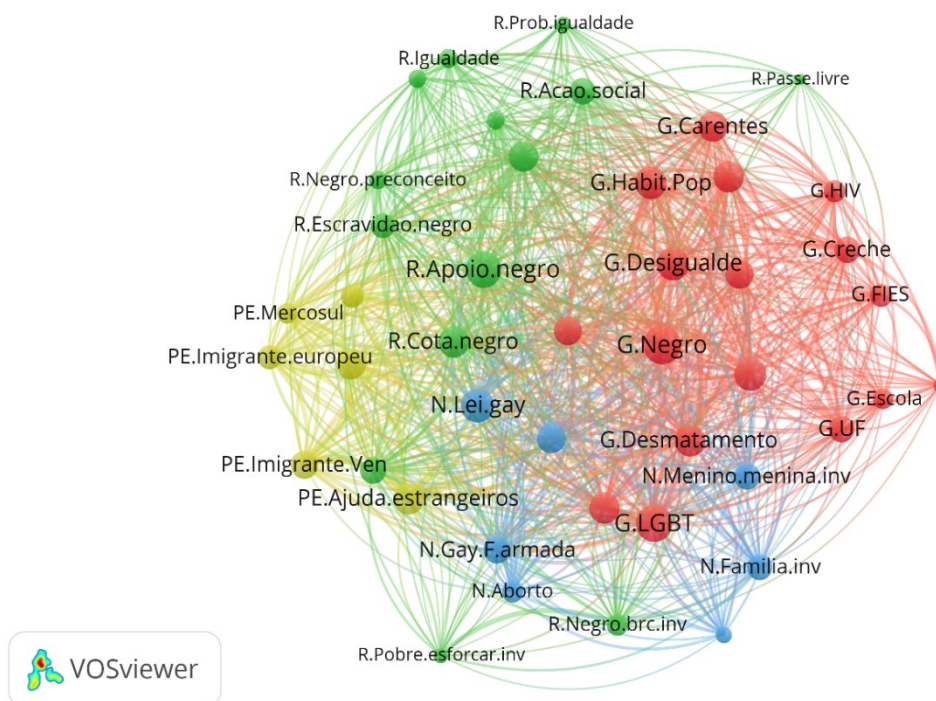 R.Prob.igualdade
R.Igualdade
R.Passe.livre
R.Acao.social
G.Carentes
R.Negro.preconceito
G.Habit.Pop
G.HIV
R.Escravidao.negro
G.Creche
R.Apoio.negro
G.Desigualde
G.FIES
PE.Mercosul
R.Cota.negro
G.Negro
PE.Imigrante.europeu
N.Lei.gay
G.Escola
G.UF
G.Desmatamento
PE.Imigrante.Ven
N.Menino.menina.inv
PE.Ajuda.estrangeiros
G.LGBT
N.Gay.F.armada
N.Familia.inv
N.Aborto
R.Negro.brc.inv
R.Pobre.esforcar.inv
VOSviewer